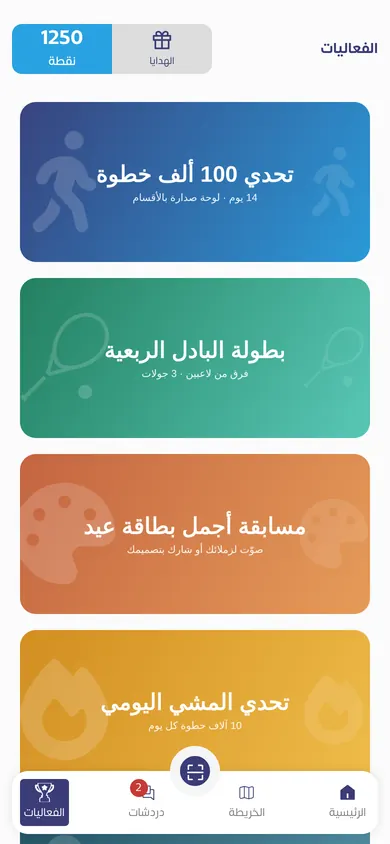 الفعاليات
الهدايا
1250
نقطة
تحدي 100 ألف خطوة
14 يوم · لوحة صدارة بالأقسام
بطولة البادل الربعية
فرق من لاعبين · 3 جولات
مسابقة أجمل بطاقة عيد
صوّت لزملائك أو شارك بتصميمك
تحدي المشي اليومي
10 آلاف خطوة كل يوم
الرئيسية
الخريطة
2
دردشات
الفعاليات